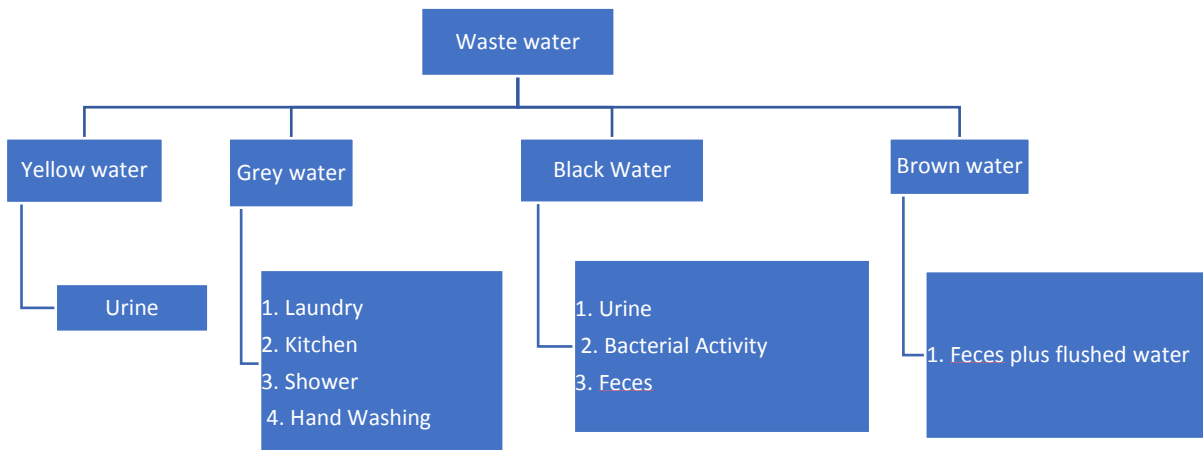 Waste water
Yellow water
Grey water
Black Water
Brown water
Urine
1. Laundry
2. Kitchen
3. Shower
4. Hand Washing
1. Urine
2. Bacterial Activity
3. Feces
1. Feces plus flushed water